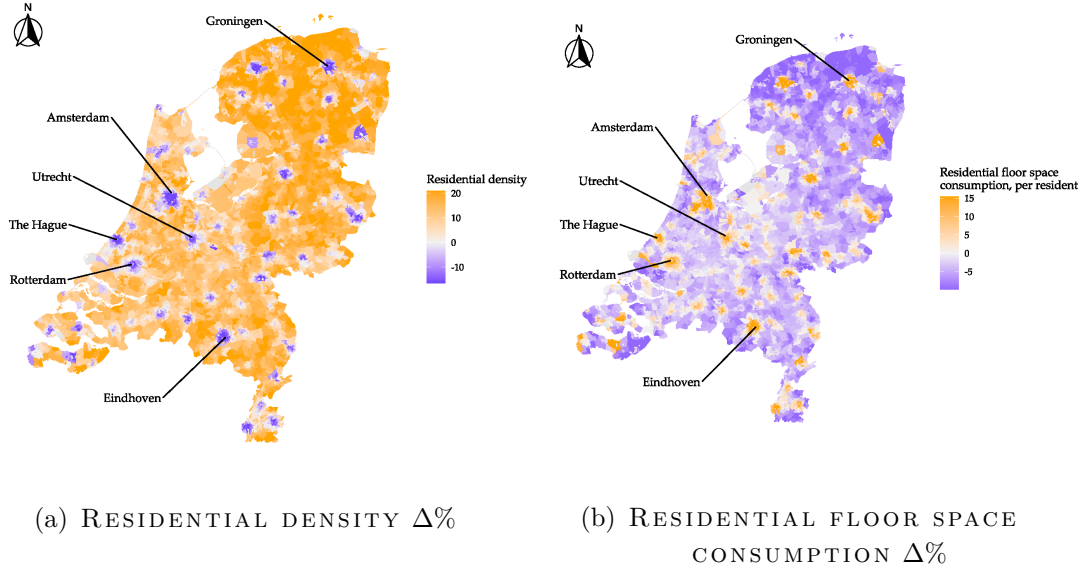 N
Groningen
Amsterdam
Utrecht
The Hague
Rotterdam
Eindhoven
Residential density
20
10
0
-10
(a) Residential density Δ%
N
Groningen
Amsterdam
Utrecht
The Hague
Rotterdam
Eindhoven
Residential floor space
consumption, per resident
15
10
5
0
-5
(b) Residential floor space
consumption Δ%